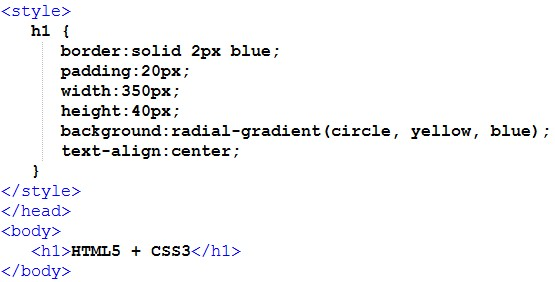 <style>
h1 {
border:solid 2px blue;
padding:20px;
width:350px;
height:40px;
background:radial-gradient(circle, yellow, blue);
text-align:center;
}
</style>
</head>
<body>
<h1>HTML5 + CSS3</h1>
</body>